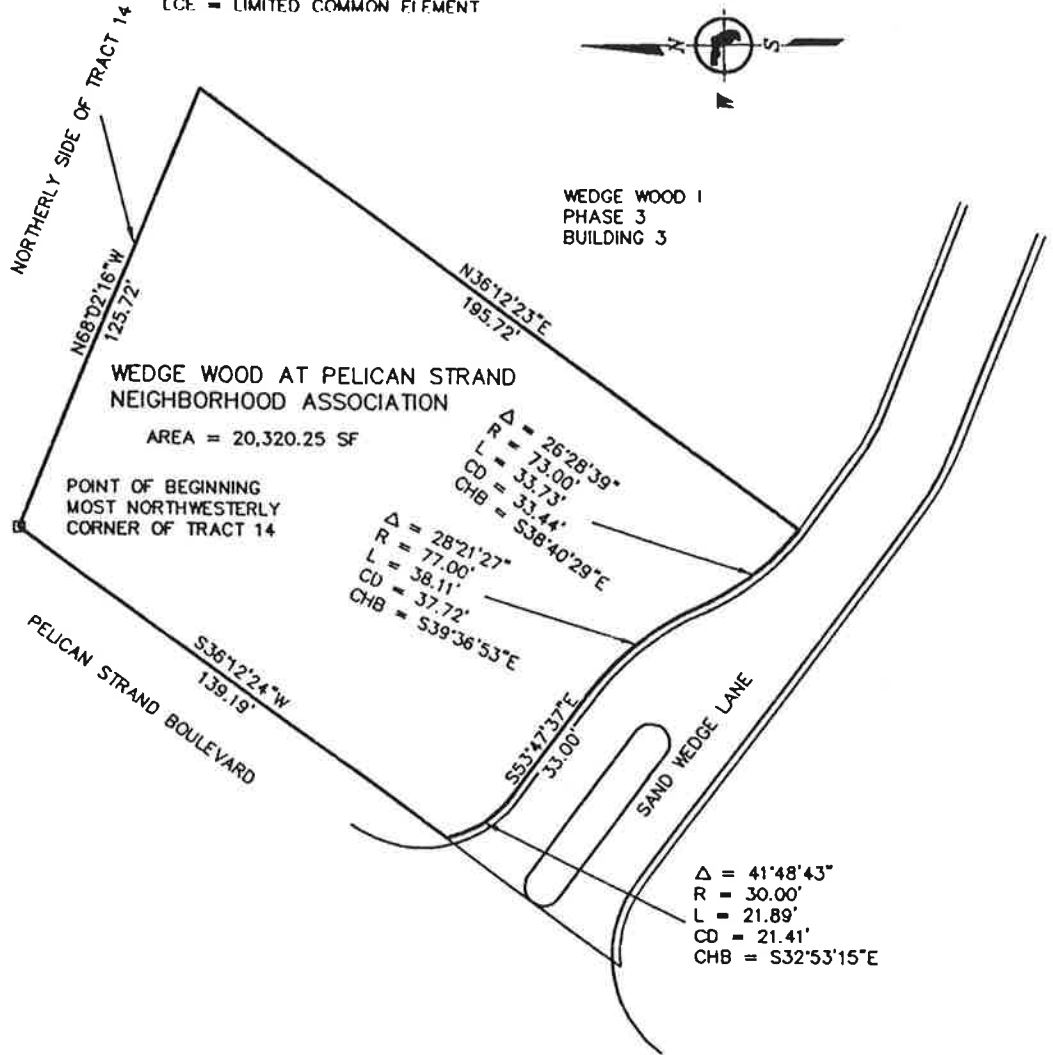 LCE = LIMITED COMMON ELEMENT
N
S
W
NORTHERLY SIDE OF TRACT 14
WEDGE WOOD I
PHASE 3
BUILDING 3
N68°02'16"W
125.72'
N36°12'23"E
195.72'
WEDGE WOOD AT PELICAN STRAND
NEIGHBORHOOD ASSOCIATION
AREA = 20,320.25 SF
Δ = 26°28'39"
R = 73.00'
L = 33.73'
CD = 33.44'
CHB = S38°40'29"E
POINT OF BEGINNING
MOST NORTHWESTERLY
CORNER OF TRACT 14
Δ = 28°21'27"
R = 77.00'
L = 38.11'
CD = 37.72'
CHB = S39°36'53"E
S36°12'24"W
139.19'
PELICAN STRAND BOULEVARD
S53°47'37"E
33.00'
SAND WEDGE LANE
Δ = 41°48'43"
R = 30.00'
L = 21.89'
CD = 21.41'
CHB = S32°53'15"E